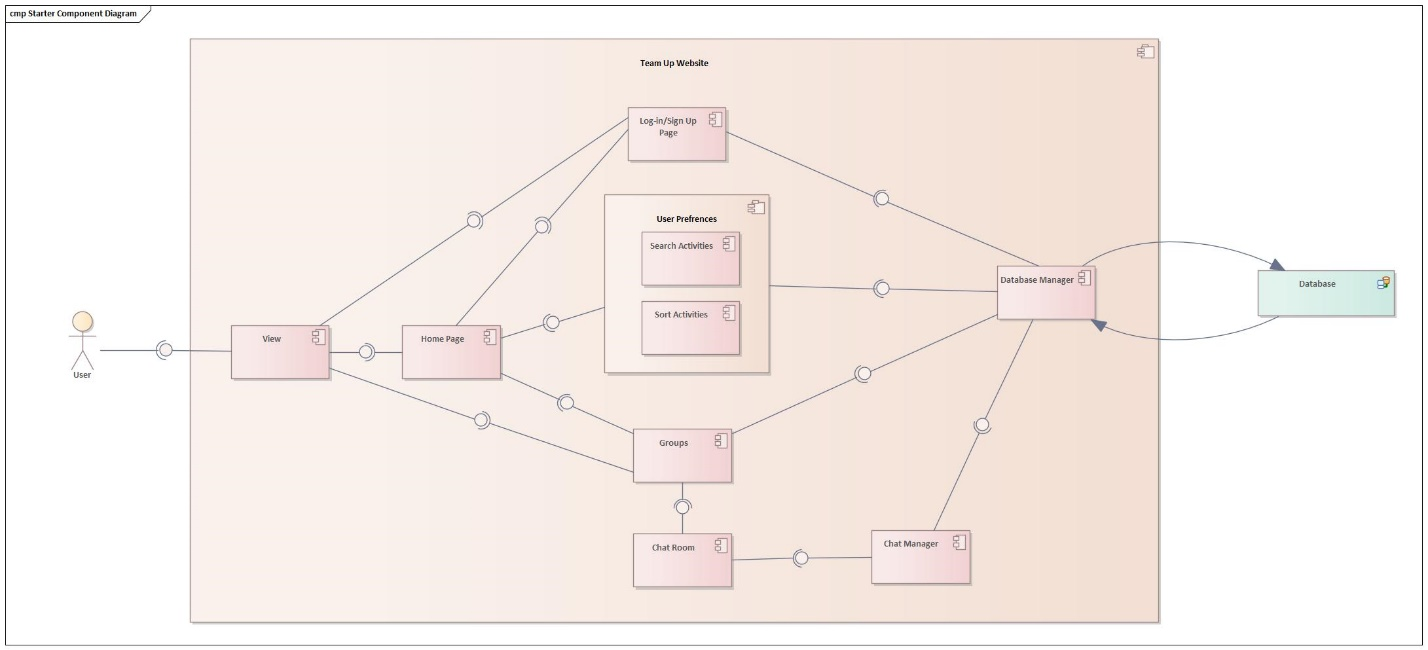 cmp Starter Component Diagram
Team Up Website
Log-in/Sign Up
Page
User Prefrences
Search Activities
Sort Activities
Database Manager
Database
View
Home Page
User
Groups
Chat Room
Chat Manager